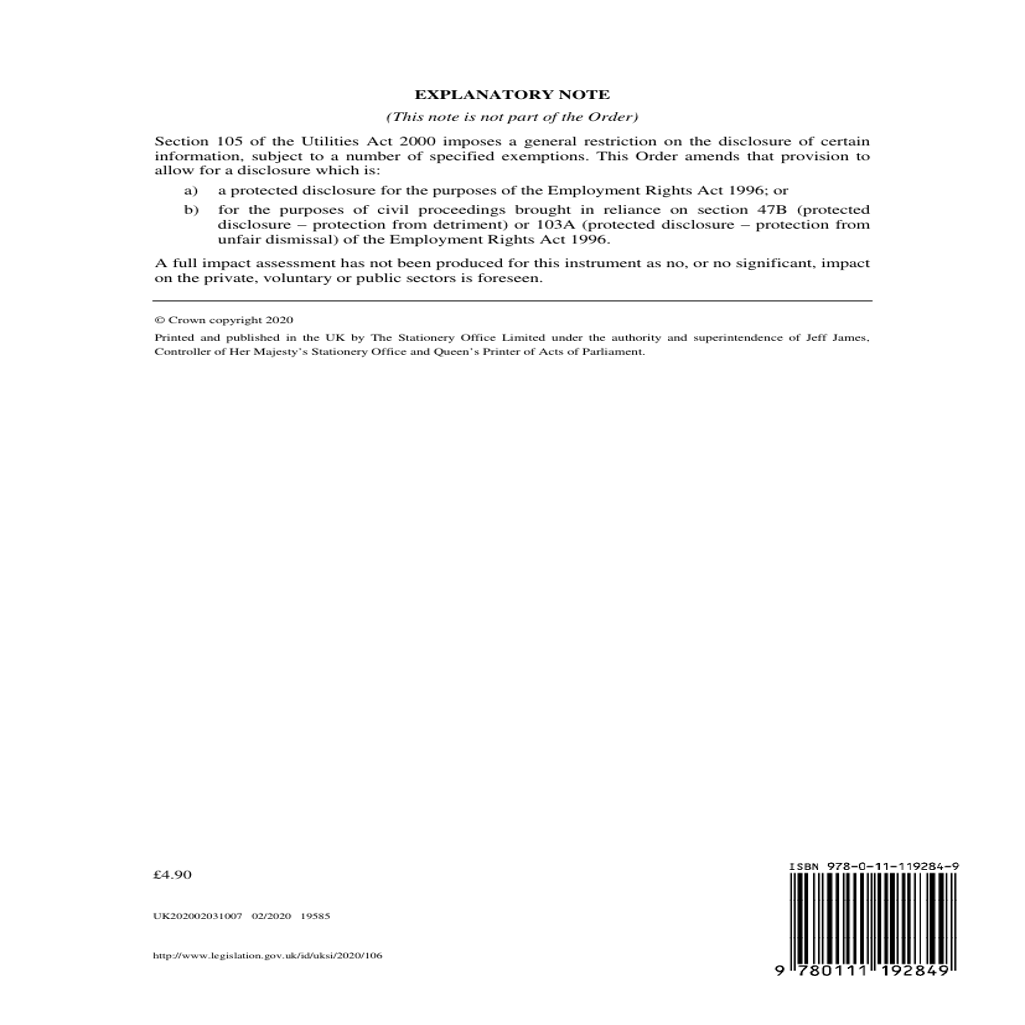 EXPLANATORY NOTE
(This note is not part of the Order)
Section 105 of the Utilities Act 2000 imposes a general restriction on the disclosure of certain
information, subject to a number of specified exemptions. This Order amends that provision to
allow for a disclosure which is:
a) a protected disclosure for the purposes of the Employment Rights Act 1996; or
b) for the purposes of civil proceedings brought in reliance on section 47B (protected
disclosure – protection from detriment) or 103A (protected disclosure – protection from
unfair dismissal) of the Employment Rights Act 1996.
A full impact assessment has not been produced for this instrument as no, or no significant, impact
on the private, voluntary or public sectors is foreseen.
© Crown copyright 2020
Printed and published in the UK by The Stationery Office Limited under the authority and superintendence of Jeff James,
Controller of Her Majesty's Stationery Office and Queen's Printer of Acts of Parliament.
£4.90
UK202002031007 02/2020 19585
http://www.legislation.gov.uk/id/uksi/2020/106
ISBN 978-0-11-119284-9
9 780111 192849